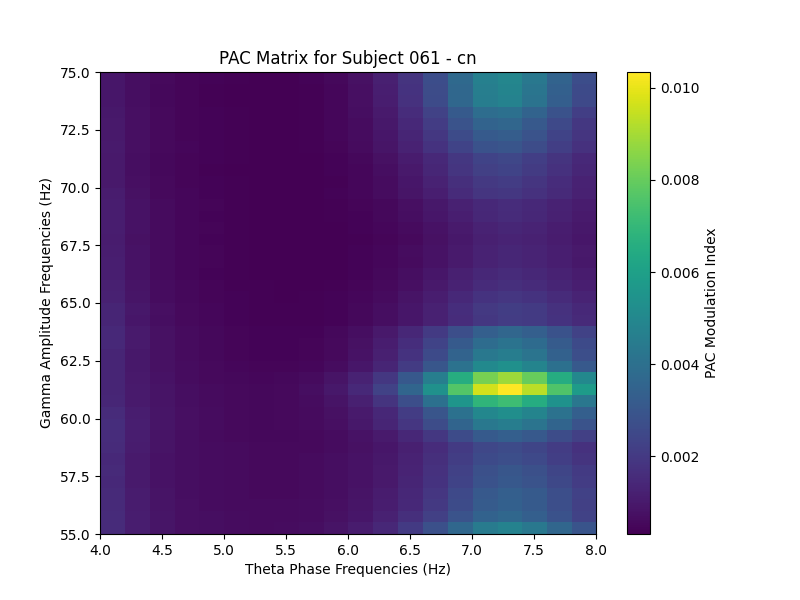 PAC Matrix for Subject 061 - cn
75.0
72.5
70.0
67.5
65.0
62.5
60.0
57.5
55.0
Gamma Amplitude Frequencies (Hz)
4.0 4.5 5.0 5.5 6.0 6.5 7.0 7.5 8.0
Theta Phase Frequencies (Hz)
0.010
0.008
0.006
0.004
0.002
PAC Modulation Index